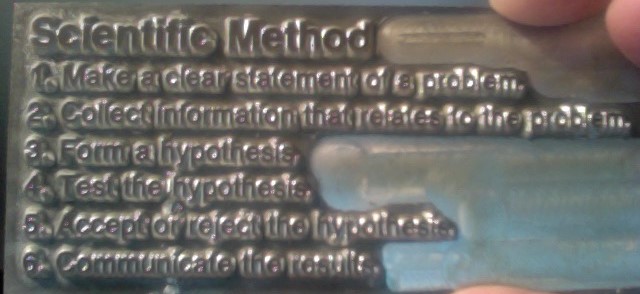 Scientific Method
1. Make a clear statement of a problem.
2. Collect information that relates to the problem.
3. Form a hypothesis.
4. Test the hypothesis.
5. Accept or reject the hypothesis.
6. Communicate the results.